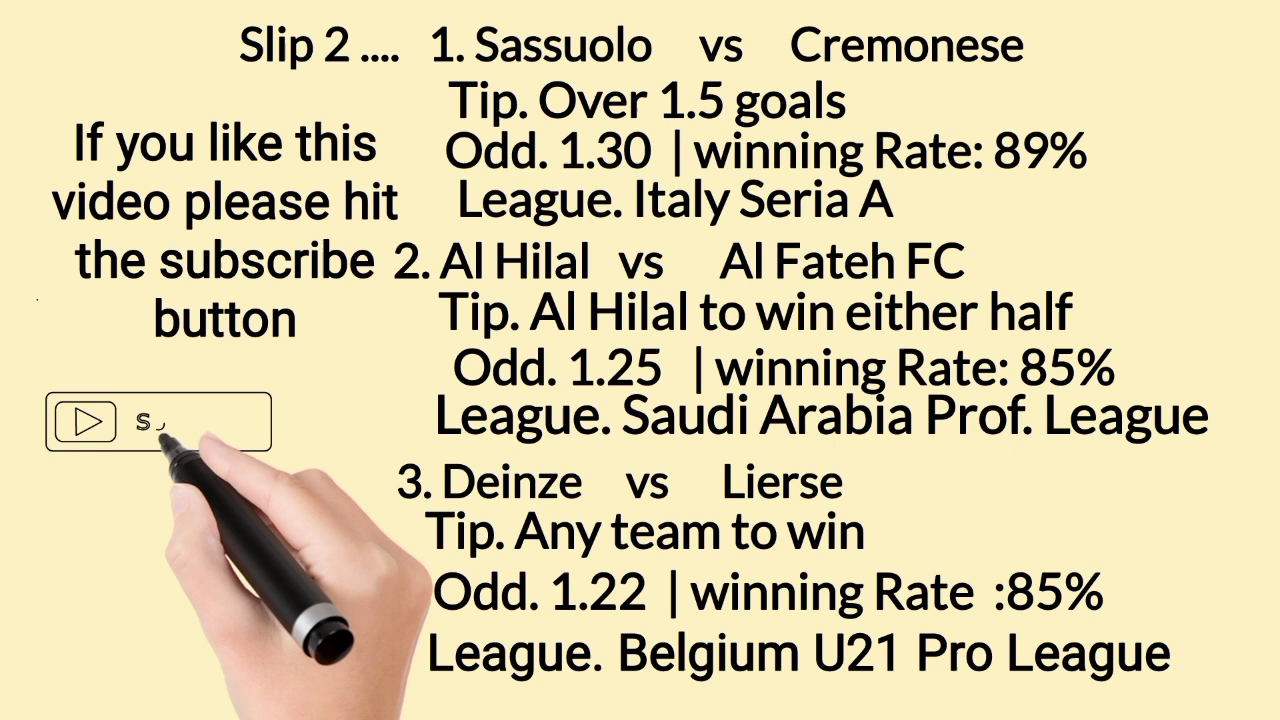 Slip 2 .... 1. Sassuolo vs Cremonese
Tip. Over 1.5 goals
Odd. 1.30 | winning Rate: 89%
League. Italy Seria A
If you like this
video please hit
the subscribe
button
2. Al Hilal vs Al Fateh FC
Tip. Al Hilal to win either half
Odd. 1.25 | winning Rate: 85%
League. Saudi Arabia Prof. League
S
3. Deinze vs Lierse
Tip. Any team to win
Odd. 1.22 | winning Rate :85%
League. Belgium U21 Pro League